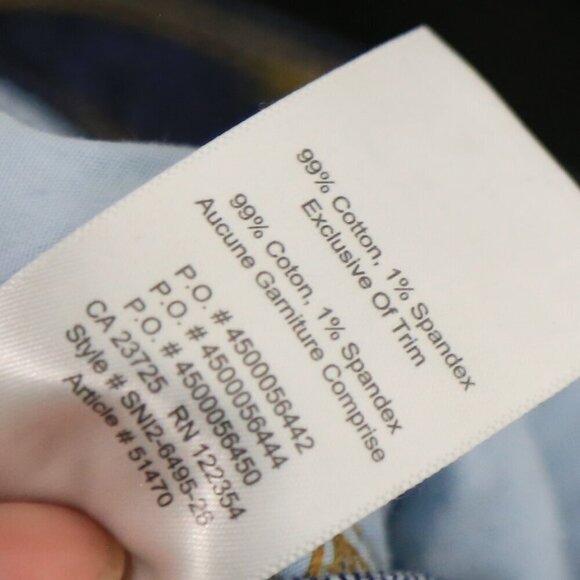 99% Cotton, 1% Spandex
Exclusive Of Trim
99% Coton, 1% Spandex
Aucune Garniture Comprise
P.O. # 4500056442
P.O. # 4500056444
P.O. # 4500056450
CA 23725 RN 122354
Style # SNI2-6495-26
Article # 51470